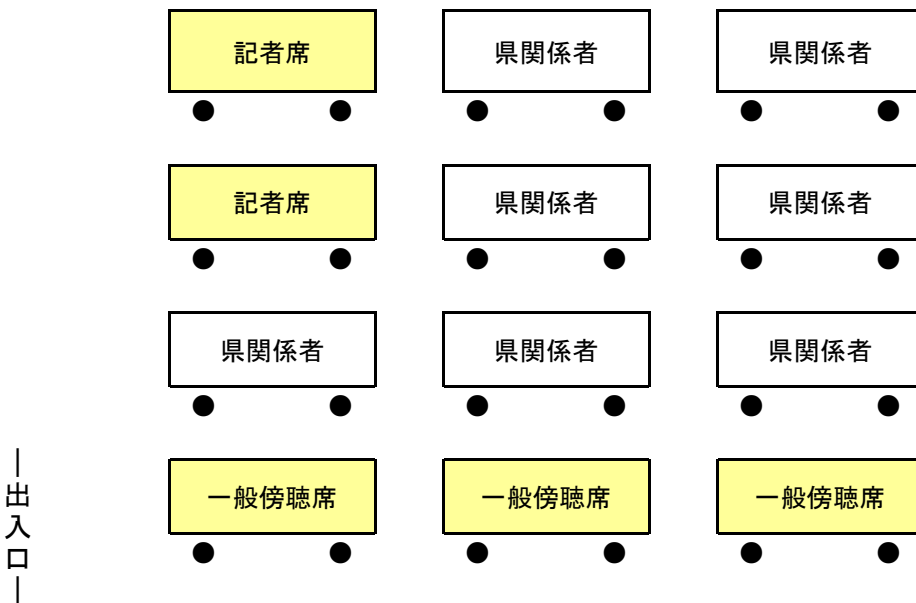 記者席 県関係者 県関係者
記者席 県関係者 県関係者
県関係者 県関係者 県関係者
一般傍聴席 一般傍聴席 一般傍聴席
｜出入口｜